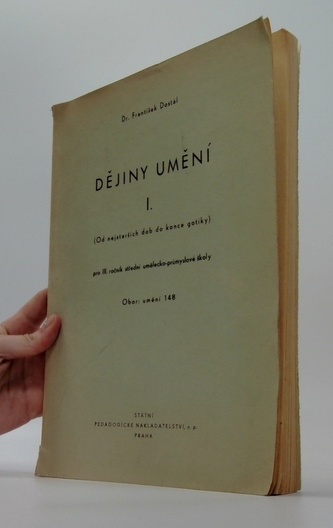 Dr. František Dostal
DĚJINY UMĚNÍ
I.
(Od nejstarších dob do konce gotiky)
pro III. ročník střední umělecko-průmyslové školy
Obor: umění 148
STÁTNÍ
PEDAGOGICKÉ NAKLADATELSTVÍ, n. p.
PRAHA